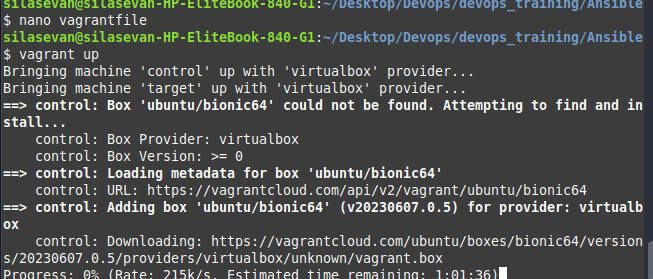 silasevan@silasevan-HP-EliteBook-840-G1:~/Desktop/Devops/devops_training/Ansible
$ nano vagrantfile
silasevan@silasevan-HP-EliteBook-840-G1:~/Desktop/Devops/devops_training/Ansible
$ vagrant up
Bringing machine 'control' up with 'virtualbox' provider...
Bringing machine 'target' up with 'virtualbox' provider...
==> control: Box 'ubuntu/bionic64' could not be found. Attempting to find and in
stall...
    control: Box Provider: virtualbox
    control: Box Version: >= 0
==> control: Loading metadata for box 'ubuntu/bionic64'
    control: URL: https://vagrantcloud.com/api/v2/vagrant/ubuntu/bionic64
==> control: Adding box 'ubuntu/bionic64' (v20230607.0.5) for provider: virtualb
ox
    control: Downloading: https://vagrantcloud.com/ubuntu/boxes/bionic64/version
s/20230607.0.5/providers/virtualbox/unknown/vagrant.box
Progress: 0% (Rate: 215k/s, Estimated time remaining: 1:01:36)